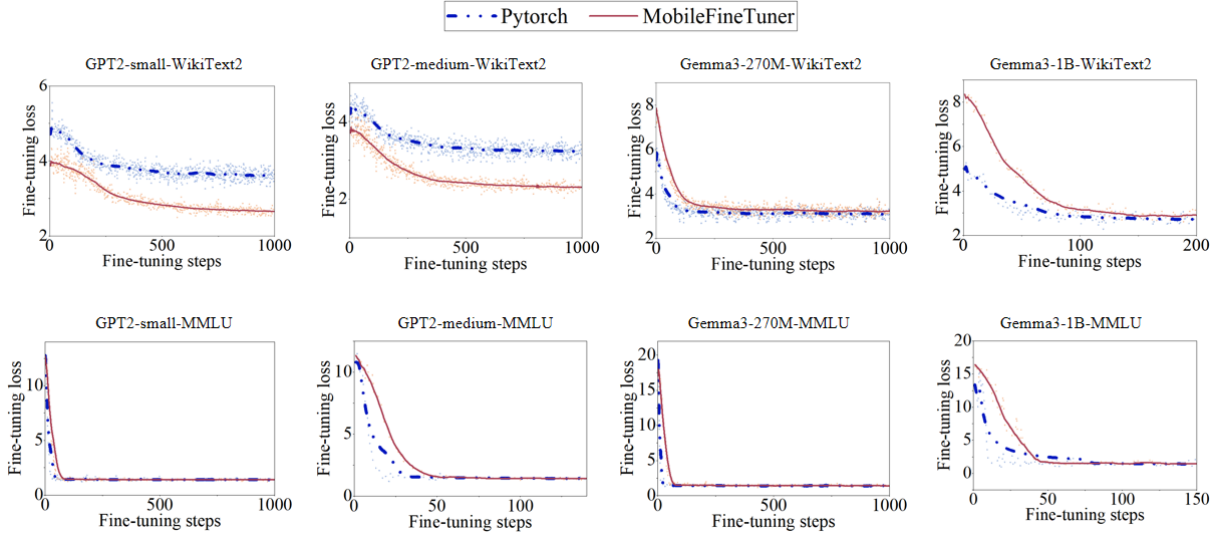 Pytorch MobileFineTuner
GPT2-small-WikiText2 GPT2-medium-WikiText2 Gemma3-270M-WikiText2 Gemma3-1B-WikiText2
Fine-tuning loss
6
4
2
0 500 1000
Fine-tuning steps
Fine-tuning loss
4
2
0 500 1000
Fine-tuning steps
Fine-tuning loss
8
6
4
2
0 500 1000
Fine-tuning steps
Fine-tuning loss
8
6
4
2
0 100 200
Fine-tuning steps
GPT2-small-MMLU GPT2-medium-MMLU Gemma3-270M-MMLU Gemma3-1B-MMLU
Fine-tuning loss
10
5
0
0 500 1000
Fine-tuning steps
Fine-tuning loss
10
5
0
0 50 100
Fine-tuning steps
Fine-tuning loss
20
15
10
5
0
0 500 1000
Fine-tuning steps
Fine-tuning loss
20
15
10
5
0
0 50 100 150
Fine-tuning steps